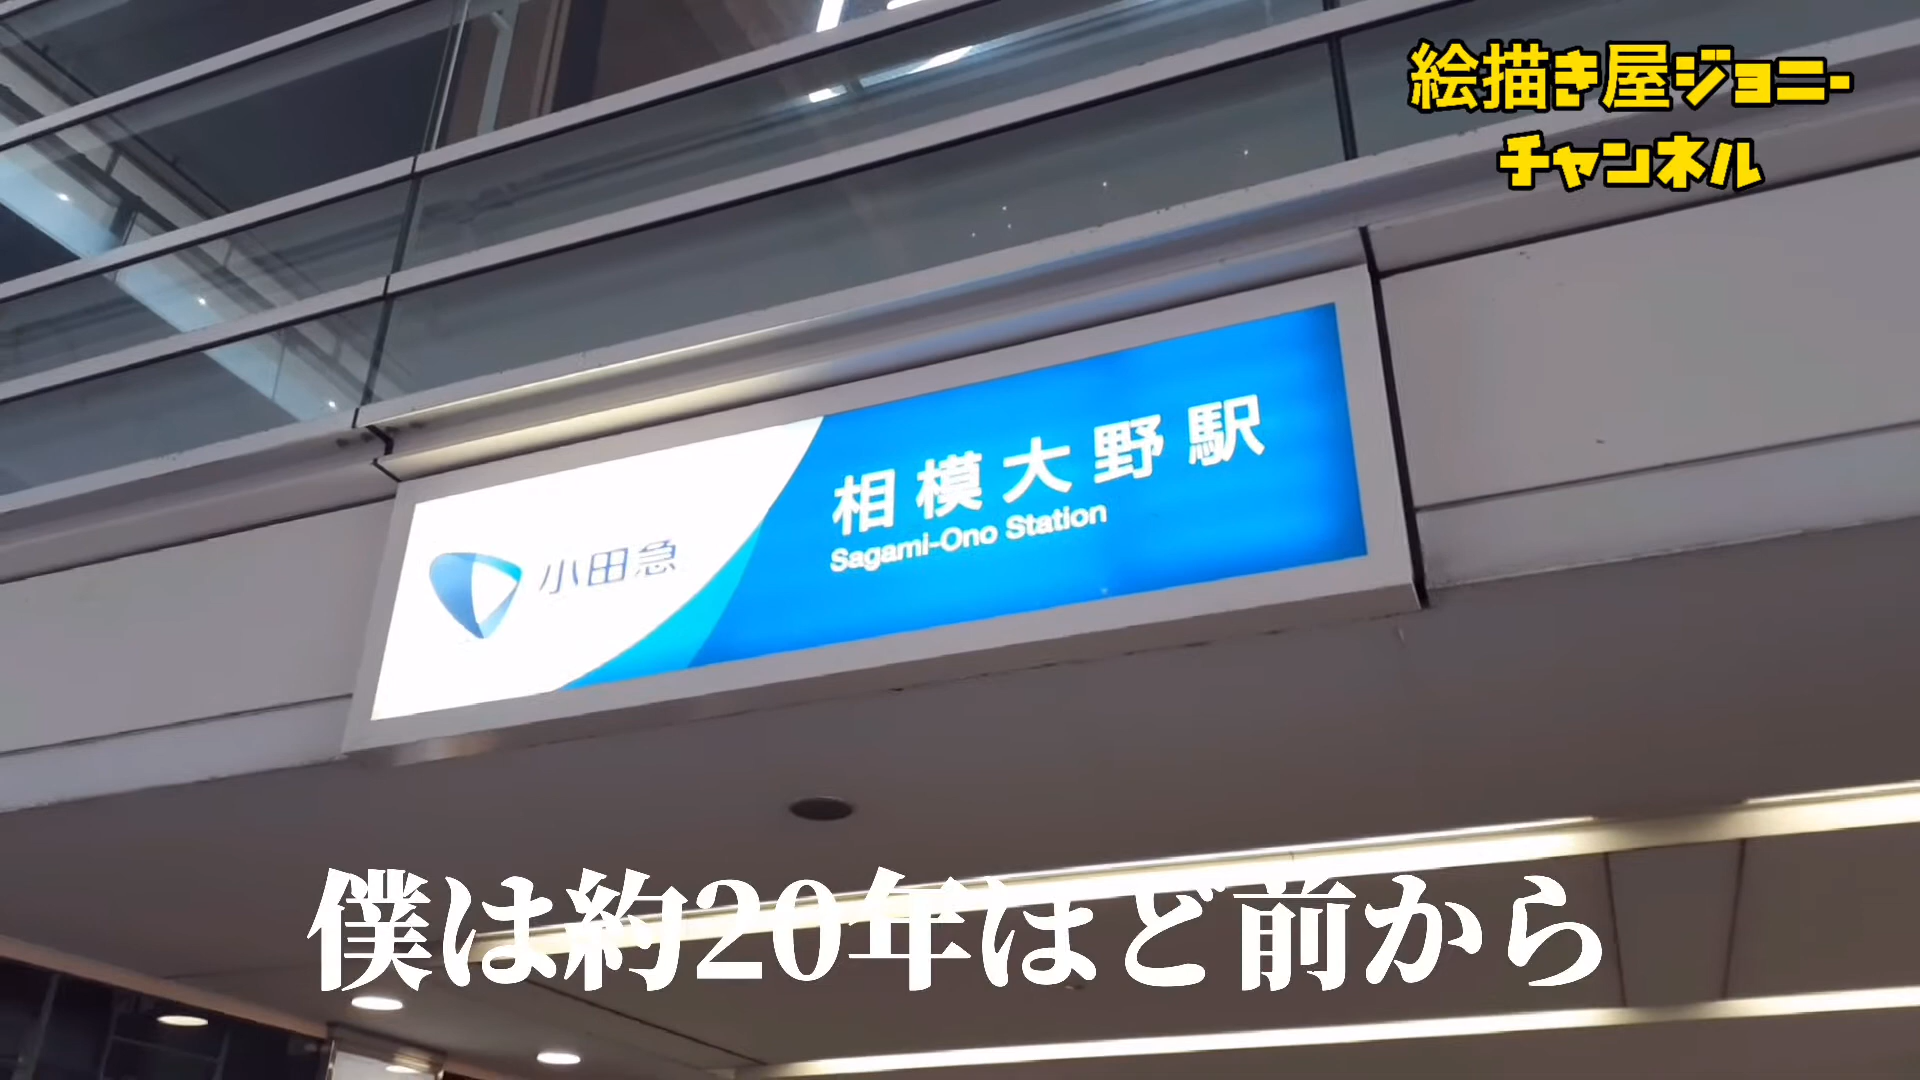 絵描き屋ジョニー
チャンネル
小田急
相模大野駅
Sagami-Ono Station
僕は約20年ほど前から